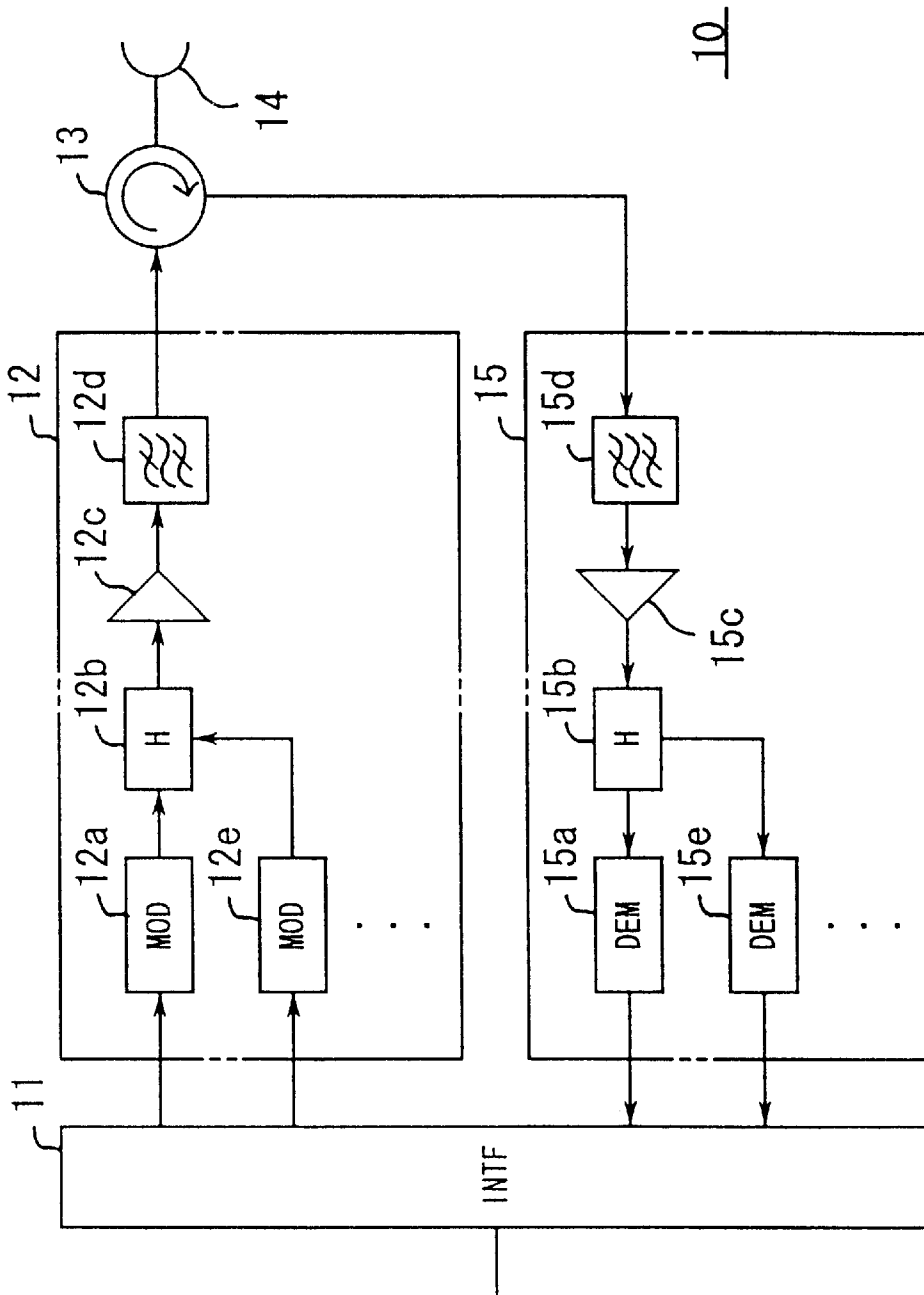 10
11
INTF
12
12a
MOD
12b
H
12c
12d
12e
MOD
. . .
13
14
15
15a
DEM
15b
H
15c
15d
15e
DEM
. . .